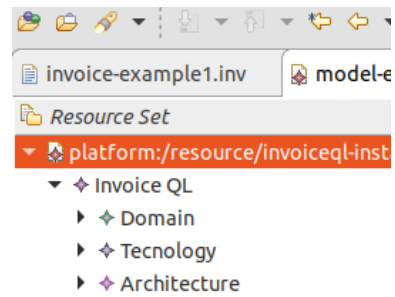 invoice-example1.inv
model-e
Resource Set
platform:/resource/invoiceql-inst
Invoice QL
Domain
Tecnology
Architecture